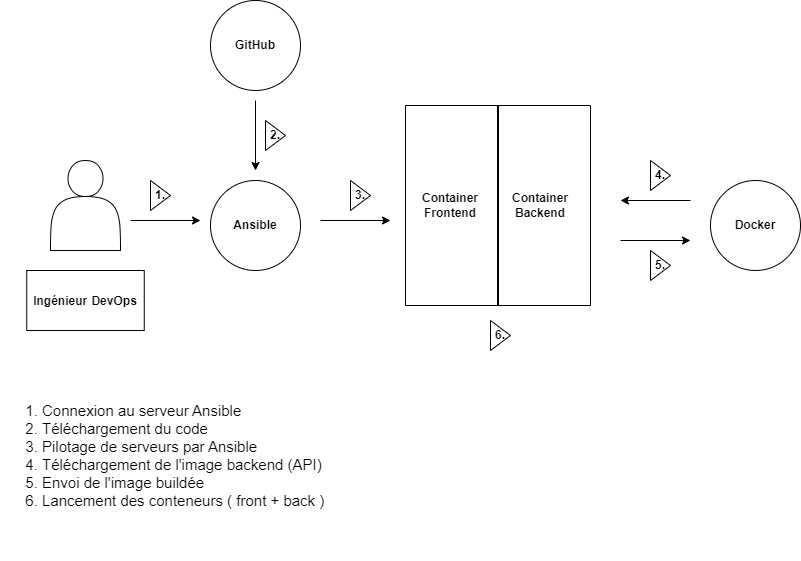 GitHub
2.
1.
3.
4.
Ansible
Container
Frontend
Container
Backend
Docker
5.
Ingénieur DevOps
6.
1. Connexion au serveur Ansible
2. Téléchargement du code
3. Pilotage de serveurs par Ansible
4. Téléchargement de l'image backend (API)
5. Envoi de l'image buildée
6. Lancement des conteneurs ( front + back )